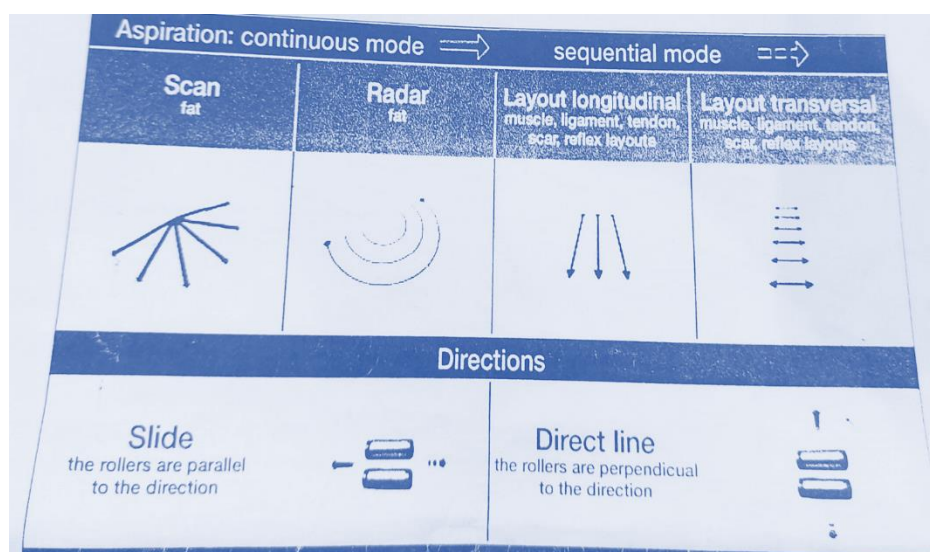 Aspiration: continuous mode
sequential mode
Scan
fat
Radar
fat
Layout longitudinal
muscle, ligament, tendon,
scar, reflex layouts
Layout transversal
muscle, ligament, tendon,
scar, reflex layouts
Directions
Slide
the rollers are parallel
to the direction
Direct line
the rollers are perpendicual
to the direction